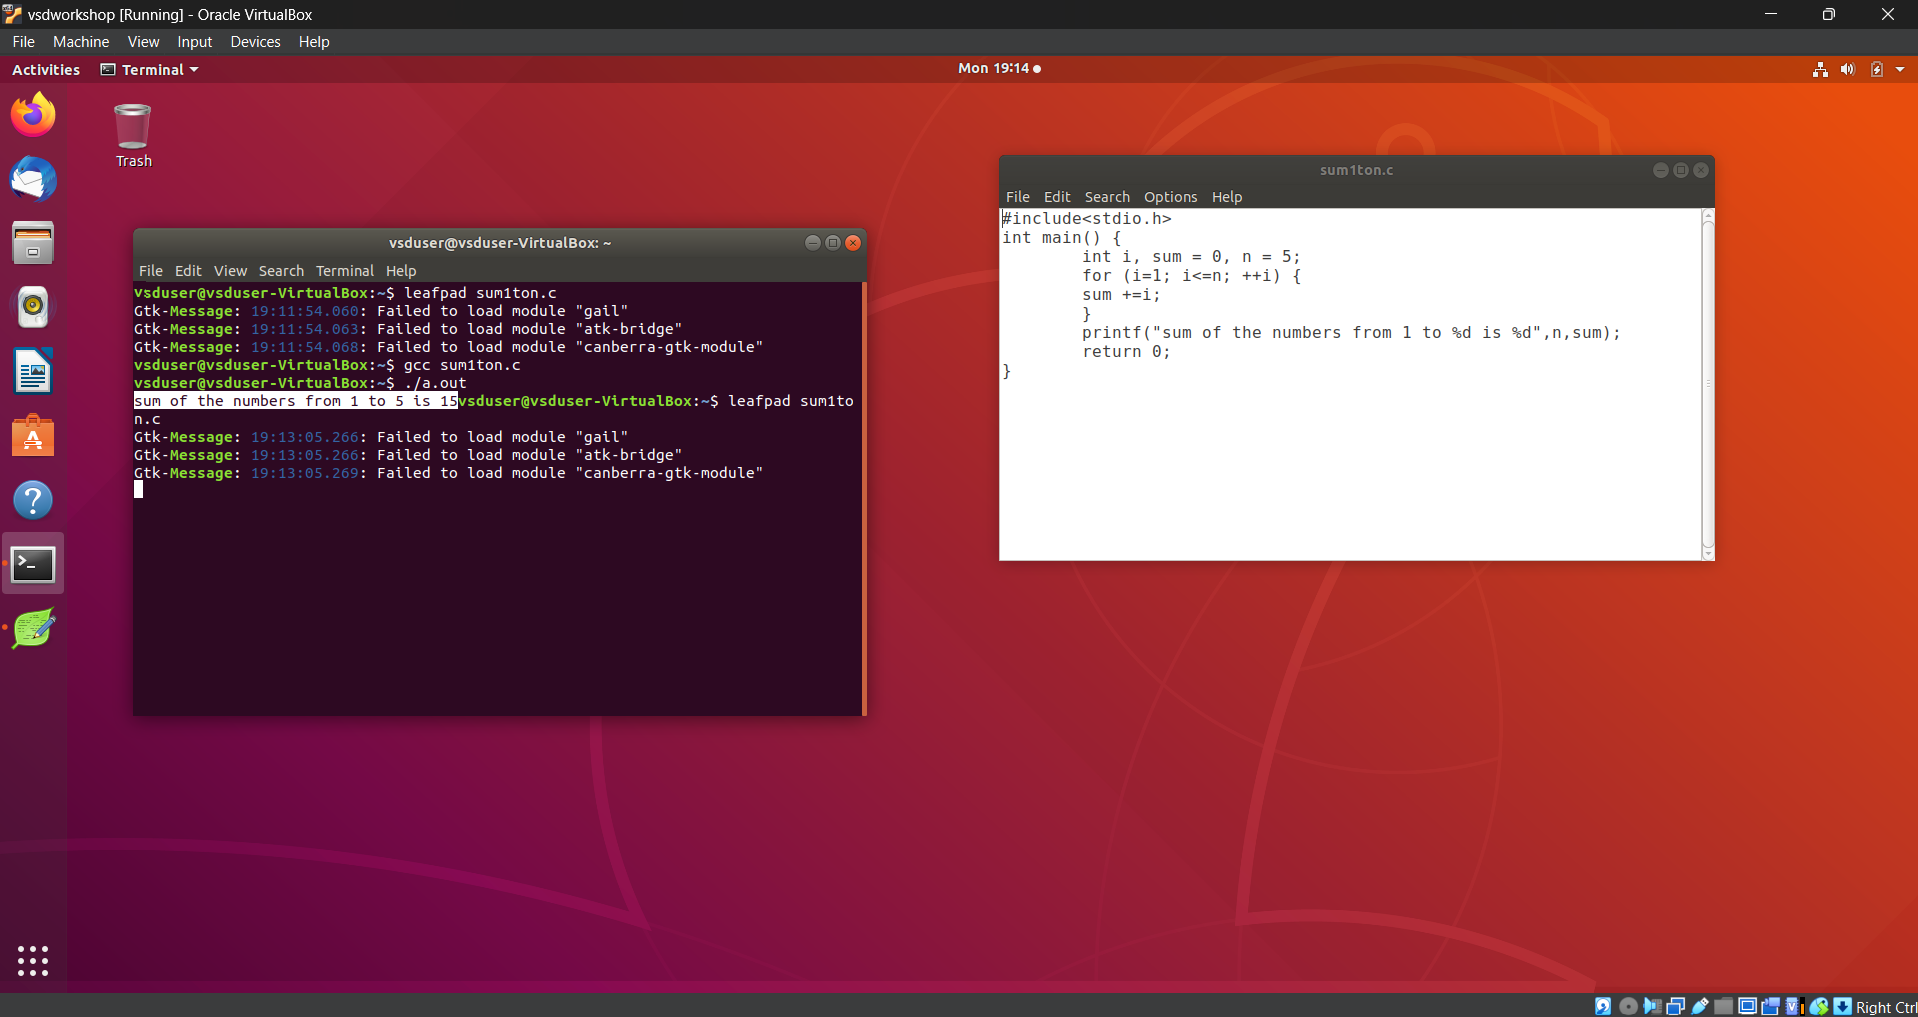 vsdworkshop [Running] - Oracle VirtualBox
File Machine View Input Devices Help
Activities Terminal Mon 19:14
Trash
vsduser@vsduser-VirtualBox: ~
File Edit View Search Terminal Help
vsduser@vsduser-VirtualBox:~$ leafpad sum1ton.c
Gtk-Message: 19:11:54.060: Failed to load module "gail"
Gtk-Message: 19:11:54.063: Failed to load module "atk-bridge"
Gtk-Message: 19:11:54.068: Failed to load module "canberra-gtk-module"
vsduser@vsduser-VirtualBox:~$ gcc sum1ton.c
vsduser@vsduser-VirtualBox:~$ ./a.out
sum of the numbers from 1 to 5 is 15vsduser@vsduser-VirtualBox:~$ leafpad sum1to
n.c
Gtk-Message: 19:13:05.266: Failed to load module "gail"
Gtk-Message: 19:13:05.266: Failed to load module "atk-bridge"
Gtk-Message: 19:13:05.269: Failed to load module "canberra-gtk-module"
sum1ton.c
File Edit Search Options Help
#include<stdio.h>
int main() {
int i, sum = 0, n = 5;
for (i=1; i<=n; ++i) {
sum +=i;
}
printf("sum of the numbers from 1 to %d is %d",n,sum);
return 0;
}
Right Ctrl